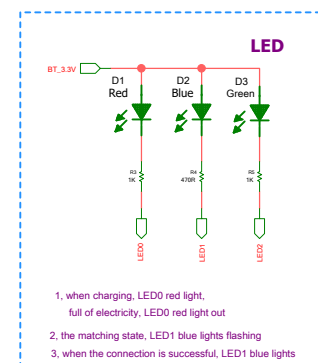 LED
BT_3.3V
D1
Red
D2
Blue
D3
Green
R3
1K
R4
470R
R5
1K
LED0
LED1
LED2
1, when charging, LED0 red light,
full of electricity, LED0 red light out
2, the matching state, LED1 blue lights flashing
3, when the connection is successful, LED1 blue lights